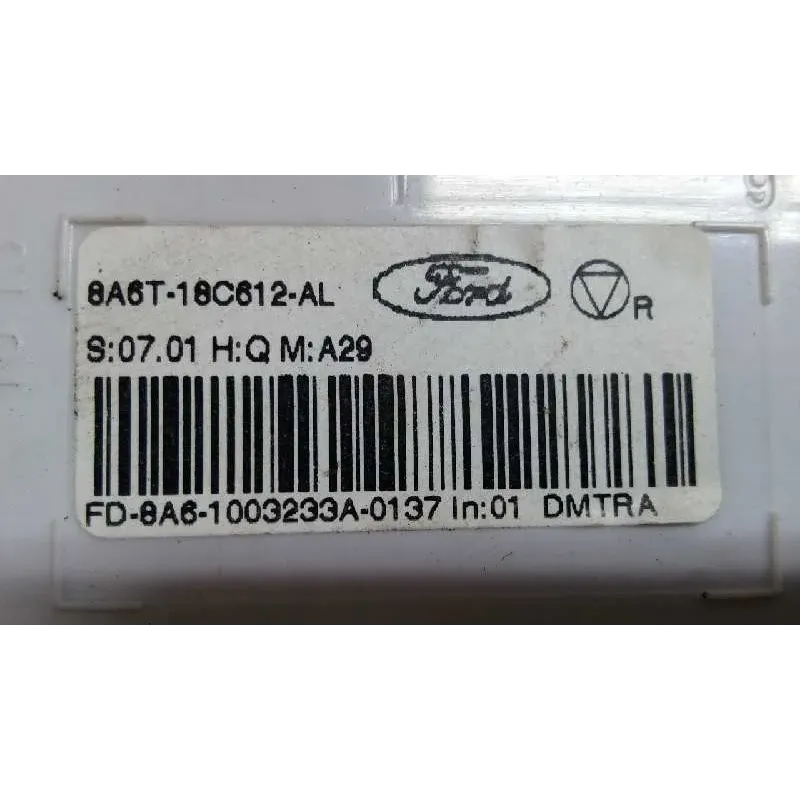 8A6T-18C612-AL Ford R
S:07.01 H:Q M:A29
FD-8A6-1003233A-0137 In:01 DMTRA